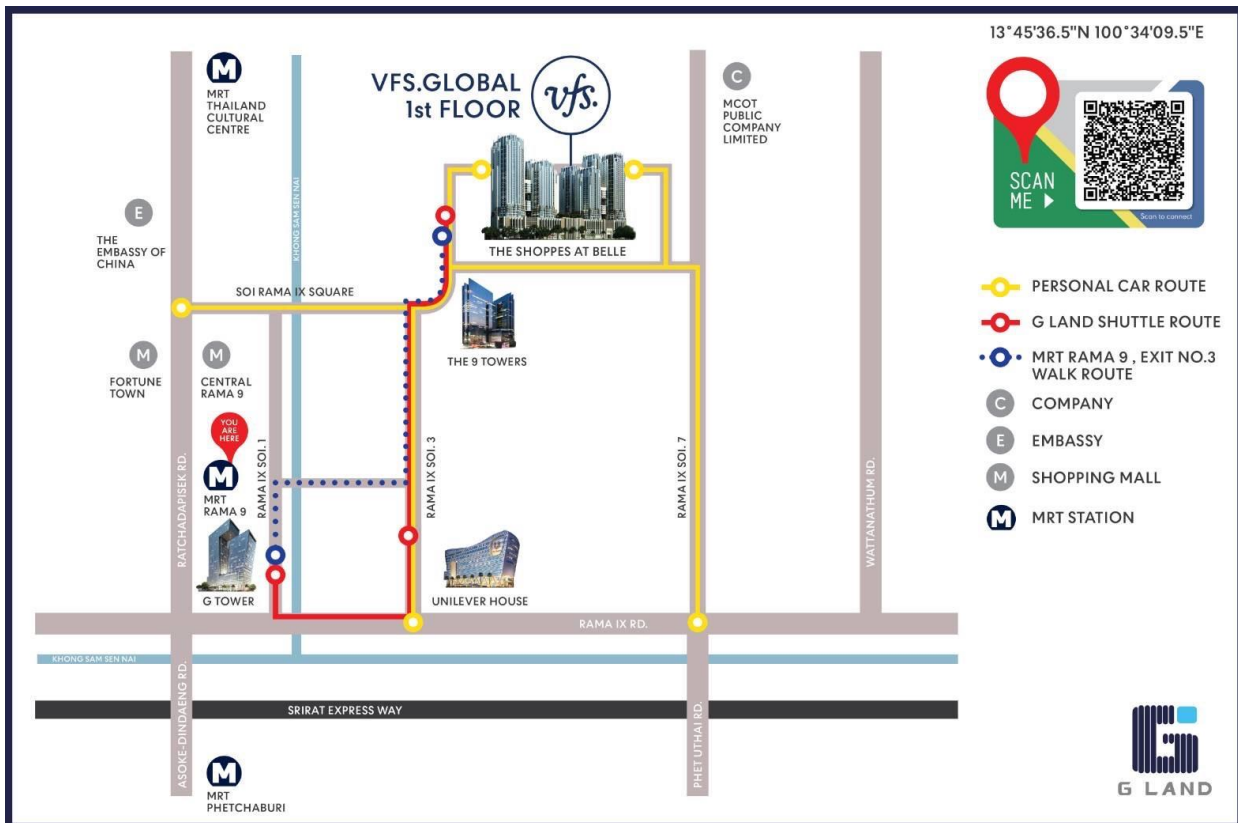 13°45'36.5"N 100°34'09.5"E
MRT
THAILAND
CULTURAL
CENTRE
VFS.GLOBAL
1st FLOOR
vfs.
C
MCOT
PUBLIC
COMPANY
LIMITED
SCAN
ME
Scan to connect
E
THE
EMBASSY OF
CHINA
KHONG SAM SEN NAI
THE SHOPPES AT BELLE
SOI RAMA IX SQUARE
PERSONAL CAR ROUTE
G LAND SHUTTLE ROUTE
MRT RAMA 9 , EXIT NO.3
WALK ROUTE
C
COMPANY
E
EMBASSY
M
SHOPPING MALL
M
MRT STATION
M
FORTUNE
TOWN
M
CENTRAL
RAMA 9
THE 9 TOWERS
YOU
ARE
HERE
M
MRT
RAMA 9
RATCHADAPISEK RD.
RAMA IX SOI. 1
RAMA IX SOI. 3
RAMA IX SOI. 7
WATTANATHUM RD.
G TOWER
UNILEVER HOUSE
RAMA IX RD.
KHONG SAM SEN NAI
ASOKE-DINDAENG RD.
SRIRAT EXPRESS WAY
PHET UTHAI RD.
M
MRT
PHETCHABURI
G LAND